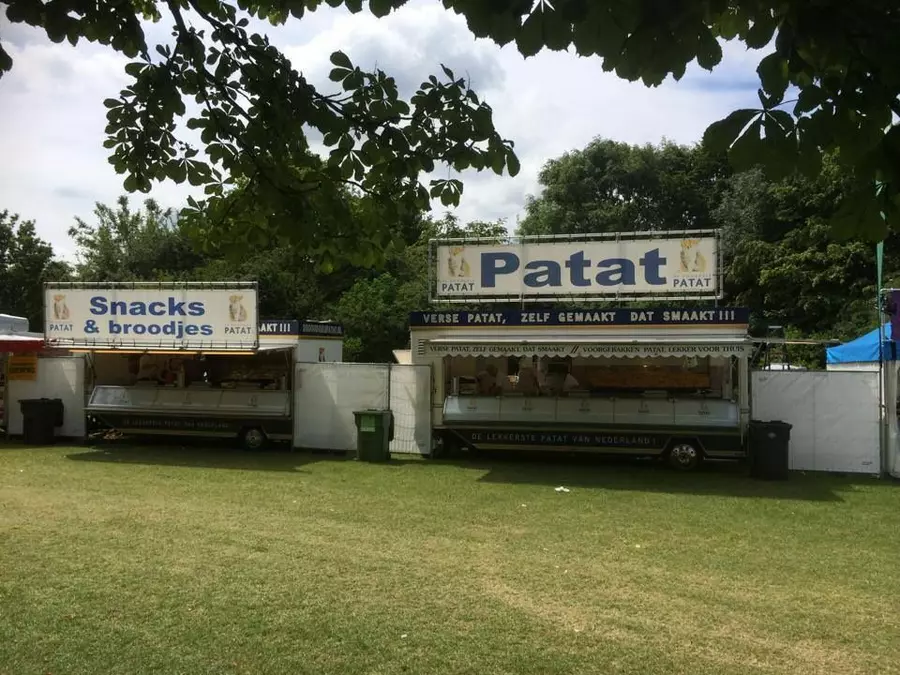 Snacks
& broodjes
PATAT
PATAT
AKT !!!
Patat
PATAT
PATAT
VERSE PATAT, ZELF GEMAAKT DAT SMAAKT!!!
VERSE PATAT ZELF GEMAAKT DAT SMAAKT
VOORGEBAKKEN PATAT LEKKER VOOR THUIS
DE LEKKERSTE PATAT VAN NEDERLAND!